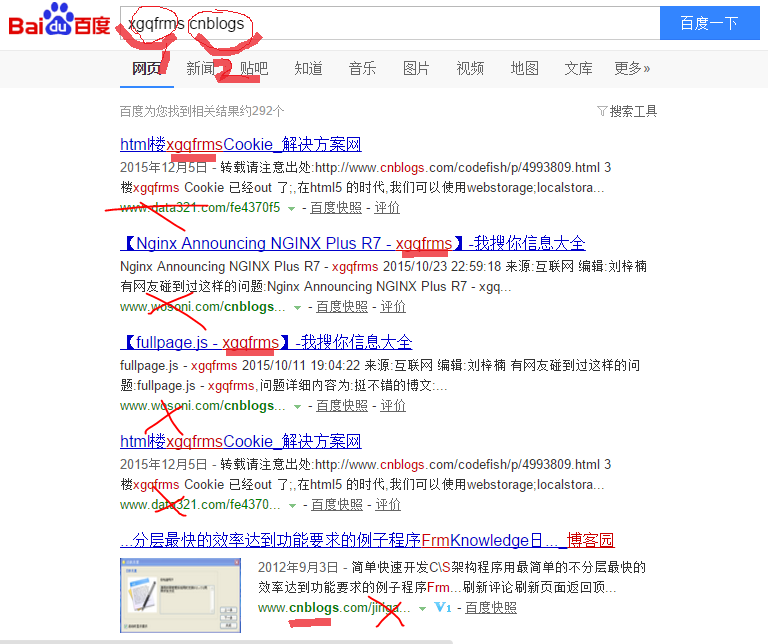 Bai du 百度 xgqfrms cnblogs 百度一下
1 2
网页 新闻 贴吧 知道 音乐 图片 视频 地图 文库 更多»
百度为您找到相关结果约292个 搜索工具
html楼xgqfrmsCookie_解决方案网
2015年12月5日 - 转载请注意出处:http://www.cnblogs.com/codefish/p/4993809.html 3
楼xgqfrms Cookie 已经out 了;,在html5 的时代,我们可以使用webstorage;localstora...
www.data321.com/fe4370f5 - 百度快照 - 评价
【Nginx Announcing NGINX Plus R7 - xgqfrms】-我搜你信息大全
Nginx Announcing NGINX Plus R7 - xgqfrms 2015/10/23 22:59:18 来源:互联网 编辑:刘梓楠
有网友碰到过这样的问题:Nginx Announcing NGINX Plus R7 - xgq...
www.wosoni.com/cnblogs... - 百度快照 - 评价
【fullpage.js - xgqfrms】-我搜你信息大全
fullpage.js - xgqfrms 2015/10/11 19:04:22 来源:互联网 编辑:刘梓楠 有网友碰到过这样的问
题:fullpage.js - xgqfrms,问题详细内容为:挺不错的博文:...
www.wosoni.com/cnblogs... - 百度快照 - 评价
html楼xgqfrmsCookie_解决方案网
2015年12月5日 - 转载请注意出处:http://www.cnblogs.com/codefish/p/4993809.html 3
楼xgqfrms Cookie 已经out 了;,在html5 的时代,我们可以使用webstorage;localstora...
www.data321.com/fe4370... - 百度快照 - 评价
...分层最快的效率达到功能要求的例子程序FrmKnowledge日..._博客园
2012年9月3日 - 简单快速开发C\S架构程序用最简单的不分层最快的
效率达到功能要求的例子程序Frm...刷新评论刷新页面返回顶...
www.cnblogs.com/jirigala... V1 - 百度快照